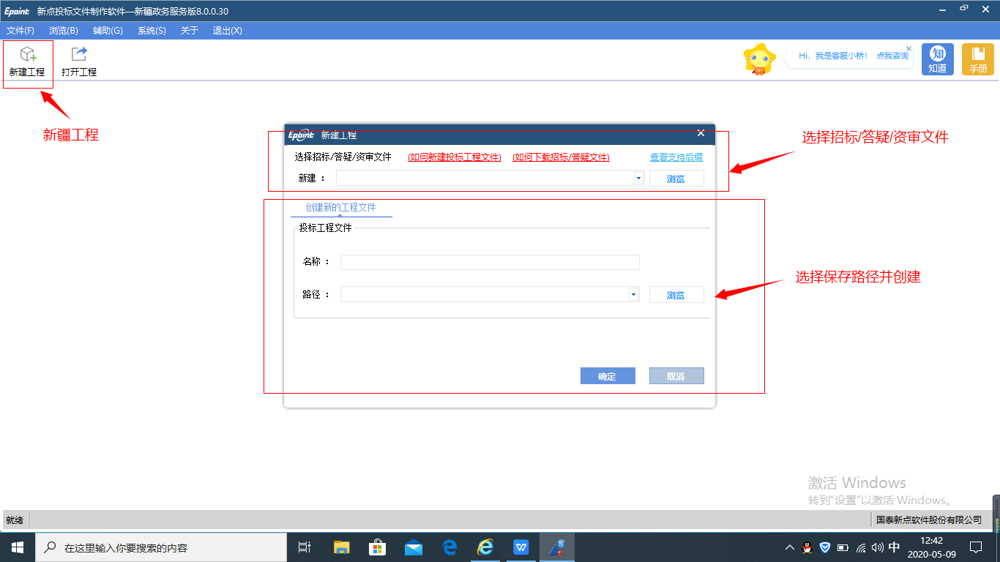 Epoint 新点投标文件制作软件—新疆政务服务版8.0.0.30
文件(F) 浏览(B) 辅助(G) 系统(S) 关于 退出(X)
新建工程 打开工程
Hi，我是客服小桥！ 点我咨询
知
知道
手册
新疆工程
Epoint 新建工程
选择招标/答疑/资审文件 (如何新建投标工程文件) (如何下载招标/答疑文件) 查看支持后缀
新建： 浏览
选择招标/答疑/资审文件
创建新的工程文件
投标工程文件
名称：
路径： 浏览
选择保存路径并创建
确定 取消
激活 Windows
转到"设置"以激活 Windows。
就绪 国泰新点软件股份有限公司
在这里输入你要搜索的内容
中
12:42
2020-05-09